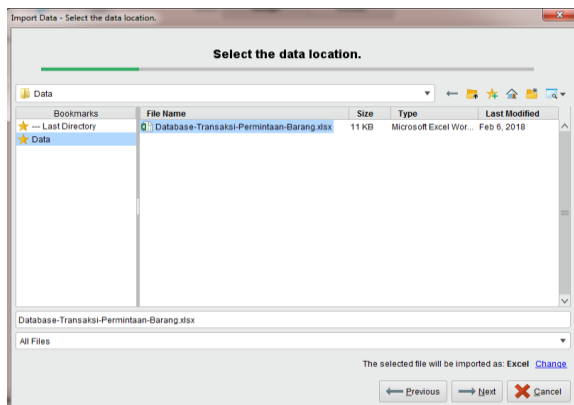 Import Data - Select the data location.
Select the data location.
Data
Bookmarks File Name Size Type Last Modified
--- Last Directory Database-Transaksi-Permintaan-Barang.xlsx 11 KB Microsoft Excel Wor... Feb 6, 2018
Data
Database-Transaksi-Permintaan-Barang.xlsx
All Files
The selected file will be imported as: Excel Change
Previous Next Cancel